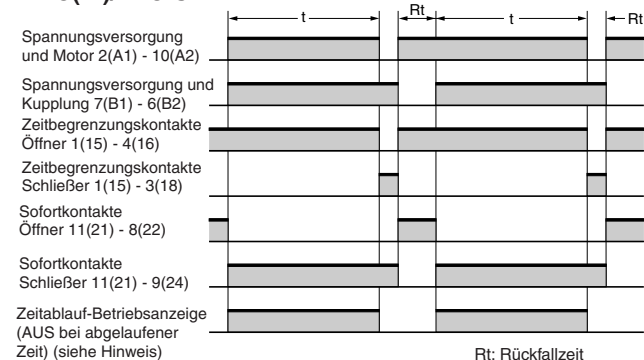 t
Rt
t
Rt
Spannungsversorgung
und Motor 2(A1) - 10(A2)
Spannungsversorgung und
Kupplung 7(B1) - 6(B2)
Zeitbegrenzungskontakte
Öffner 1(15) - 4(16)
Zeitbegrenzungskontakte
Schließer 1(15) - 3(18)
Sofortkontakte
Öffner 11(21) - 8(22)
Sofortkontakte
Schließer 11(21) - 9(24)
Zeitablauf-Betriebsanzeige
(AUS bei abgelaufener
Zeit) (siehe Hinweis)
Rt: Rückfallzeit